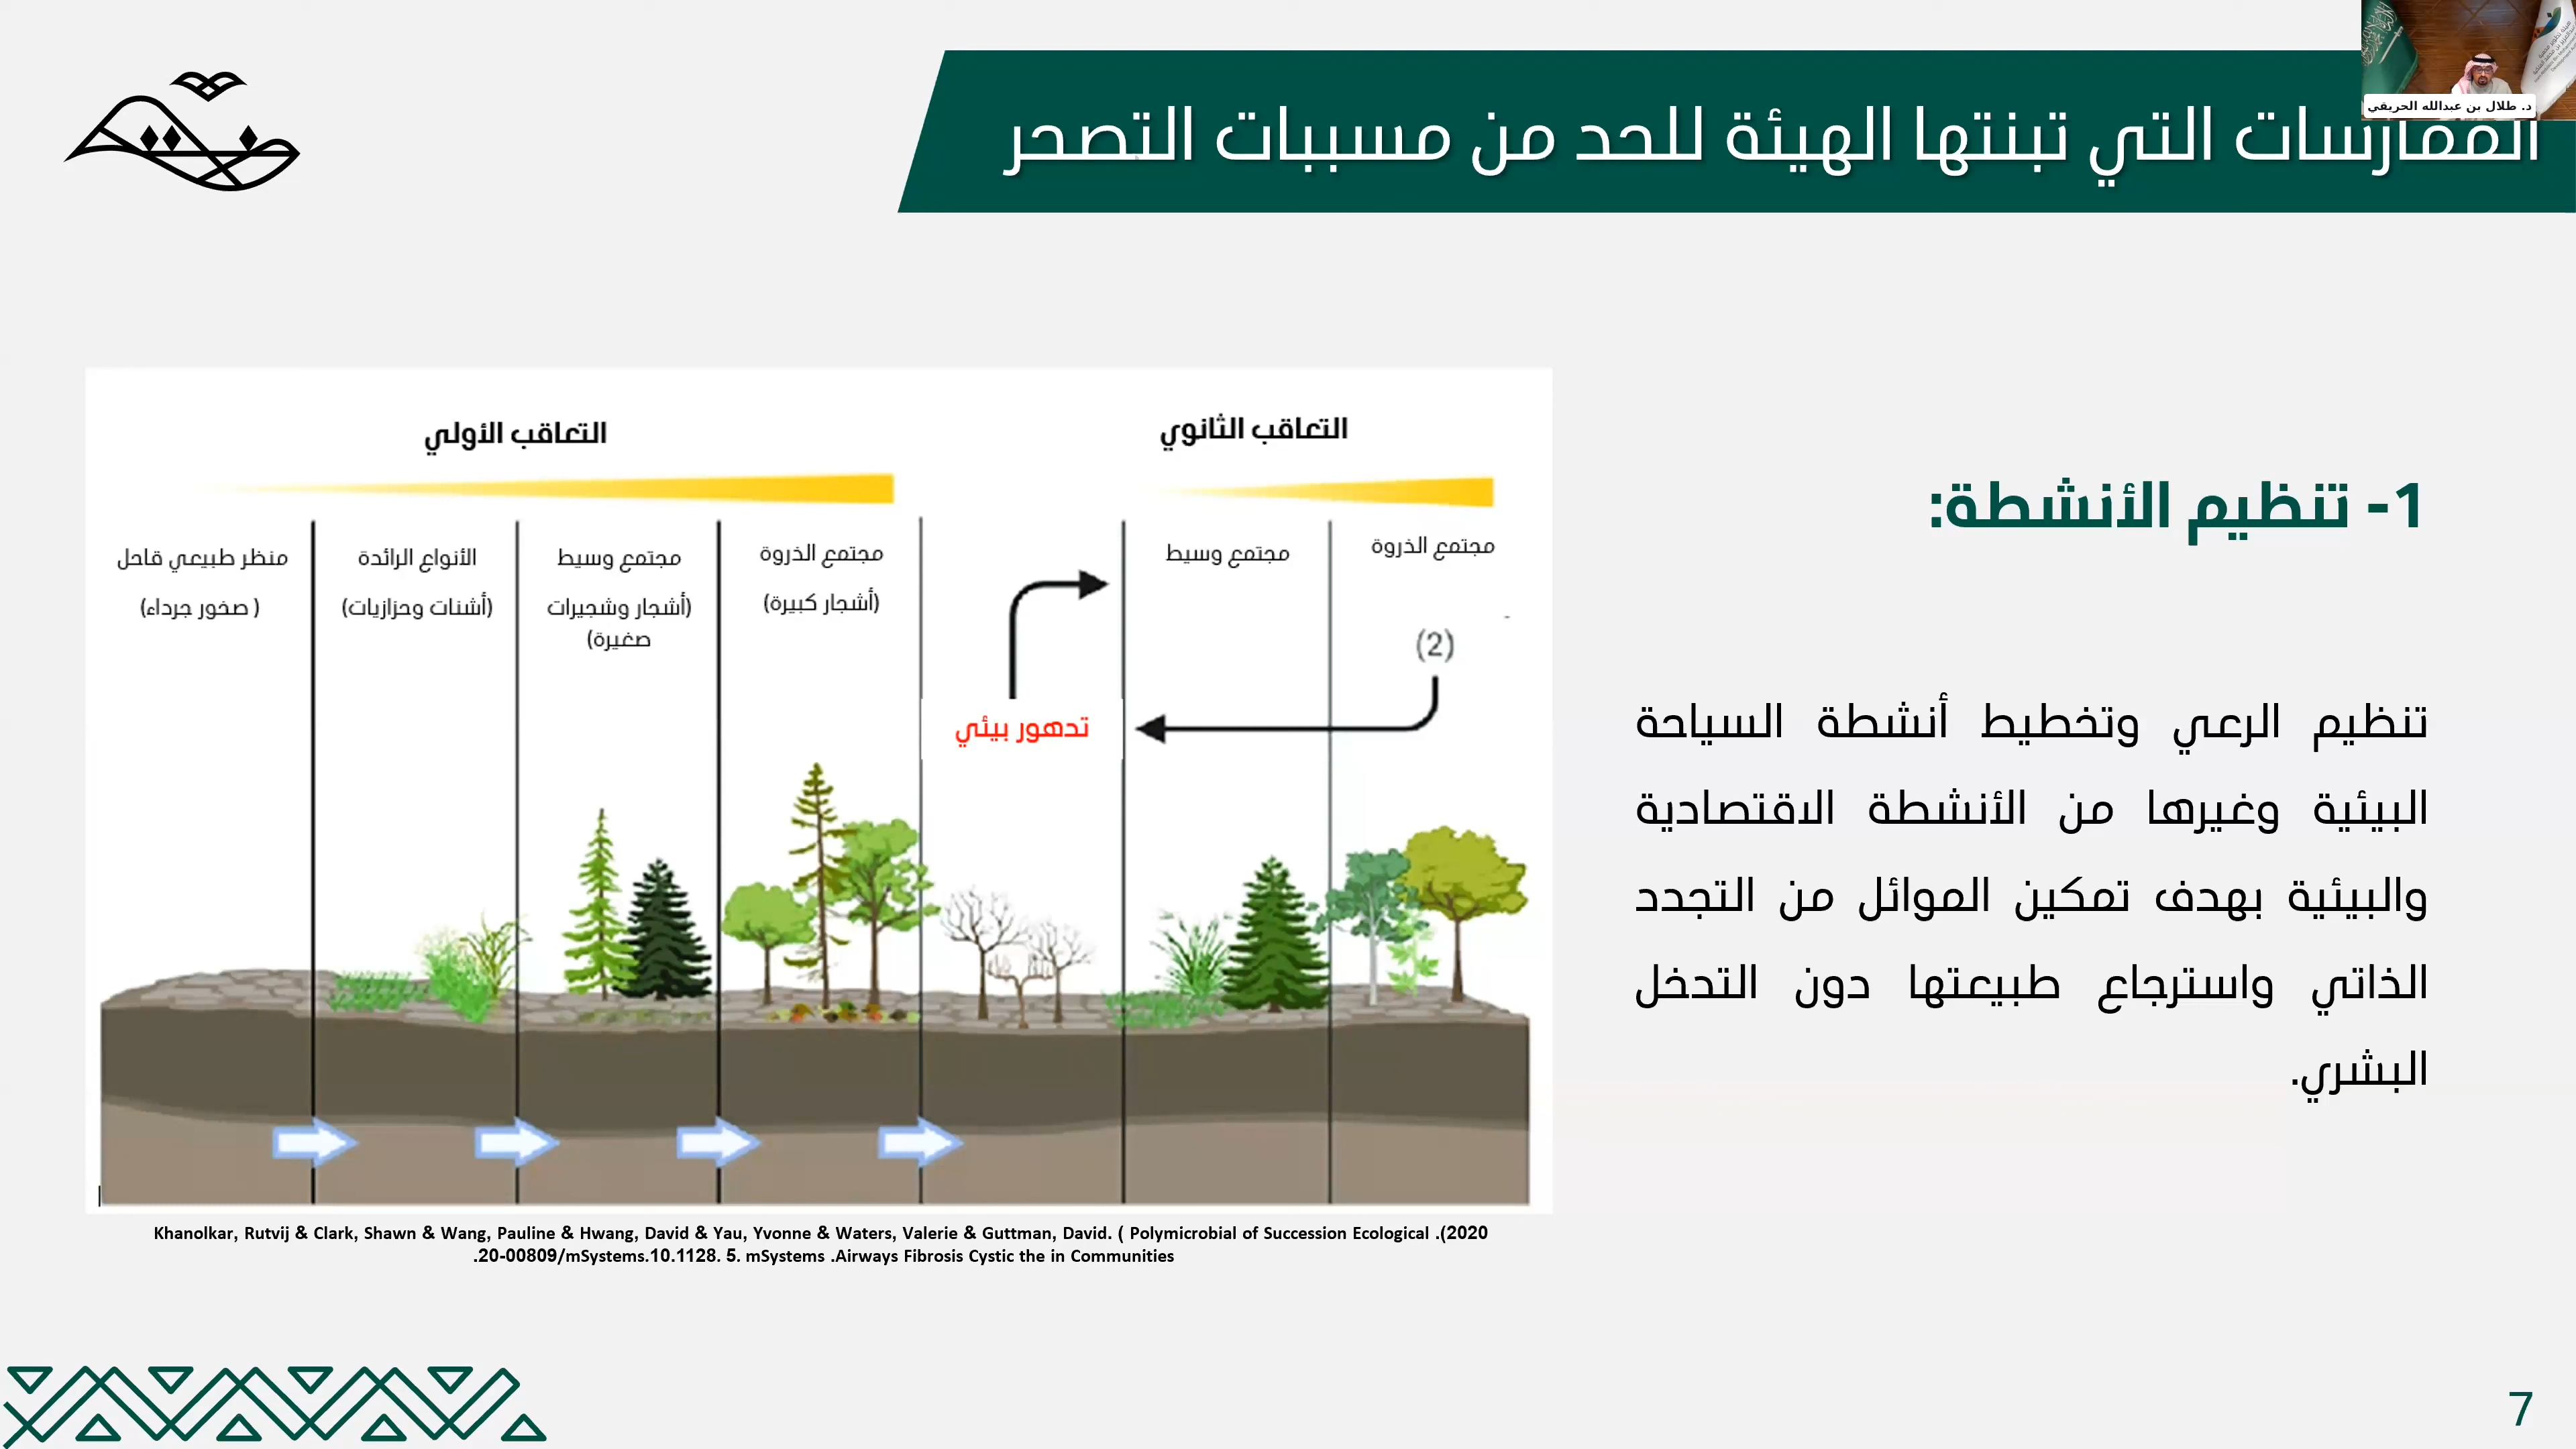 د. طلال بن عبدالله الحريقي
الممارسات التي تبنتها الهيئة للحد من مسببات التصحر
1- تنظيم الأنشطة:
تنظيم الرعي وتخطيط أنشطة السياحة
البيئية وغيرها من الأنشطة الاقتصادية
والبيئية بهدف تمكين الموائل من التجدد
الذاتي واسترجاع طبيعتها دون التدخل
البشري.
التعاقب الثانوي
التعاقب الأولي
مجتمع الذروة
(2)
مجتمع وسيط
تدهور بيئي
مجتمع الذروة
(أشجار كبيرة)
مجتمع وسيط
(أشجار وشجيرات
صغيرة)
الأنواع الرائدة
(أشنات وحزازيات)
منظر طبيعي قاحل
( صخور جرداء)
Khanolkar, Rutvij & Clark, Shawn & Wang, Pauline & Hwang, David & Yau, Yvonne & Waters, Valerie & Guttman, David. ( Polymicrobial of Succession Ecological .(2020
.20-00809/mSystems.10.1128. 5. mSystems .Airways Fibrosis Cystic the in Communities
7